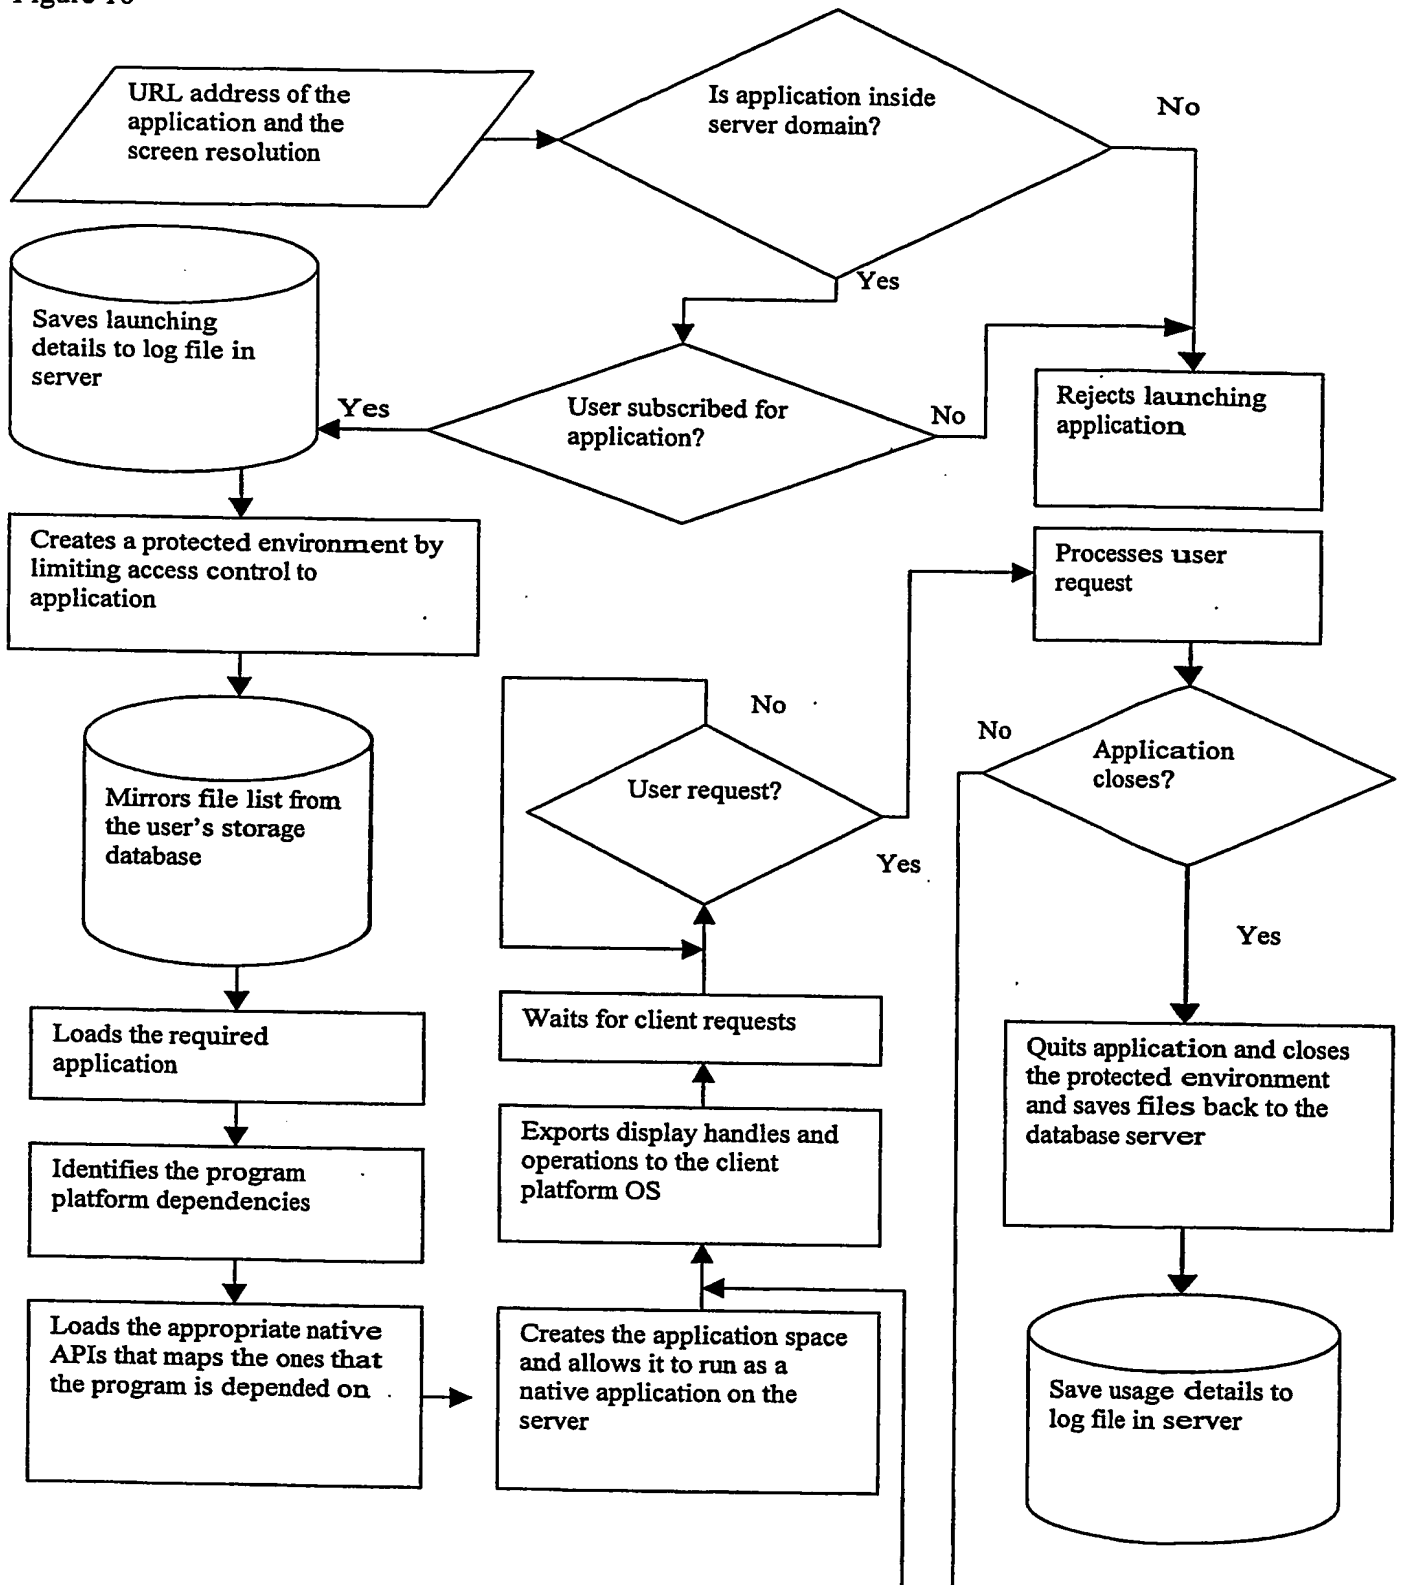 URL address of the
application and the
screen resolution
Is application inside
server domain?
No
Yes
Saves launching
details to log file in
server
Yes
User subscribed for
application?
No
Rejects launching
application
Creates a protected environment by
limiting access control to
application
Processes user
request
No
User request?
Yes
No
Application
closes?
Yes
Mirrors file list from
the user's storage
database
Loads the required
application
Waits for client requests
Quits application and closes
the protected environment
and saves files back to the
database server
Identifies the program
platform dependencies
Exports display handles and
operations to the client
platform OS
Loads the appropriate native
APIs that maps the ones that
the program is depended on
Creates the application space
and allows it to run as a
native application on the
server
Save usage details to
log file in server